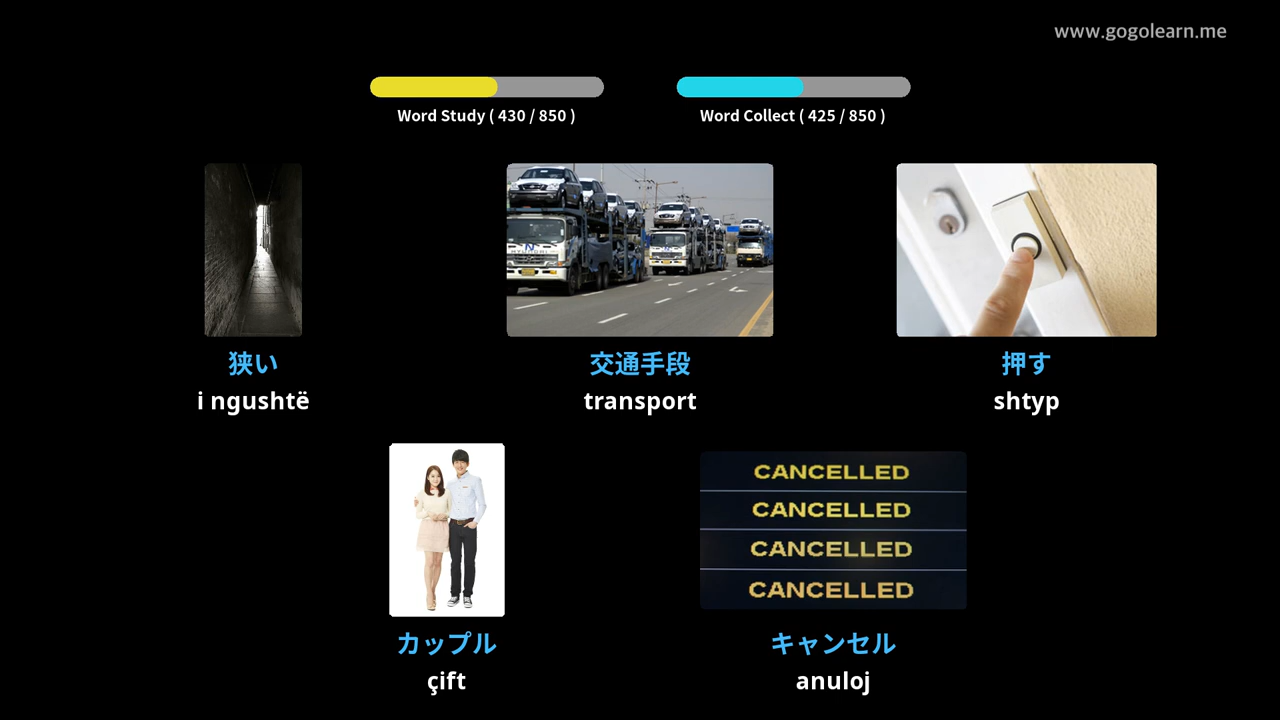 www.gogolearn.me
Word Study ( 430 / 850 )
Word Collect ( 425 / 850 )
狭い
i ngushtë
交通手段
transport
押す
shtyp
カップル
çift
CANCELLED
CANCELLED
CANCELLED
CANCELLED
キャンセル
anuloj